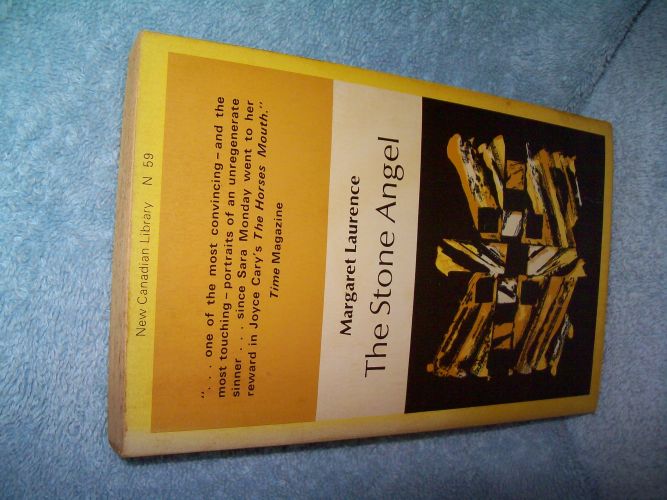 New Canadian Library N 59
". . . one of the most convincing – and the
most touching – portraits of an unregenerate
sinner . . . since Sara Monday went to her
reward in Joyce Cary's The Horses Mouth."
Time Magazine
Margaret Laurence
The Stone Angel